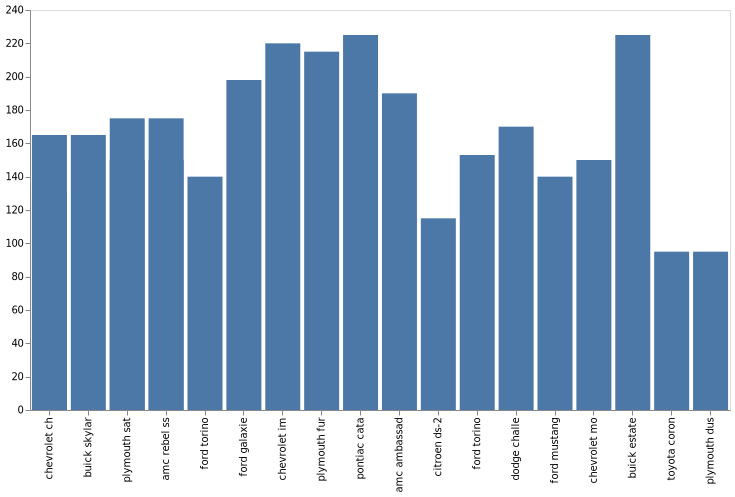 240
220
200
180
160
140
120
100
80
60
40
20
0
chevrolet ch
buick skylar
plymouth sat
amc rebel ss
ford torino
ford galaxie
chevrolet im
plymouth fur
pontiac cata
amc ambassad
citroen ds-2
ford torino
dodge challe
ford mustang
chevrolet mo
buick estate
toyota coron
plymouth dus